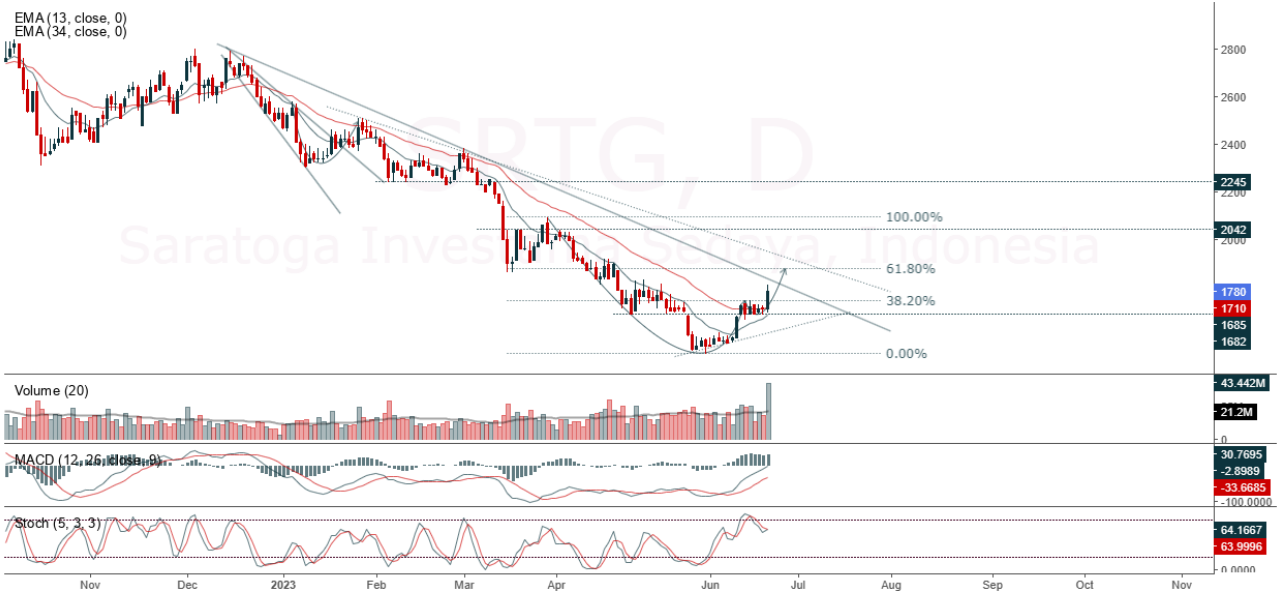 EMA (13, close, 0)
EMA (34, close, 0)
SRTG, D
Saratoga Investama Sedaya, Indonesia
2800
2600
2400
2245
2200
100.00%
2042
2000
61.80%
1780
38.20%
1710
1685
1682
0.00%
Volume (20)
43.442M
21.2M
0
MACD (12, 26, close, 9)
30.7695
-2.8989
-33.6685
-100.0000
Stoch (5, 3, 3)
64.1667
63.9996
0.0000
Nov Dec 2023 Feb Mar Apr Jun Jul Aug Sep Oct Nov